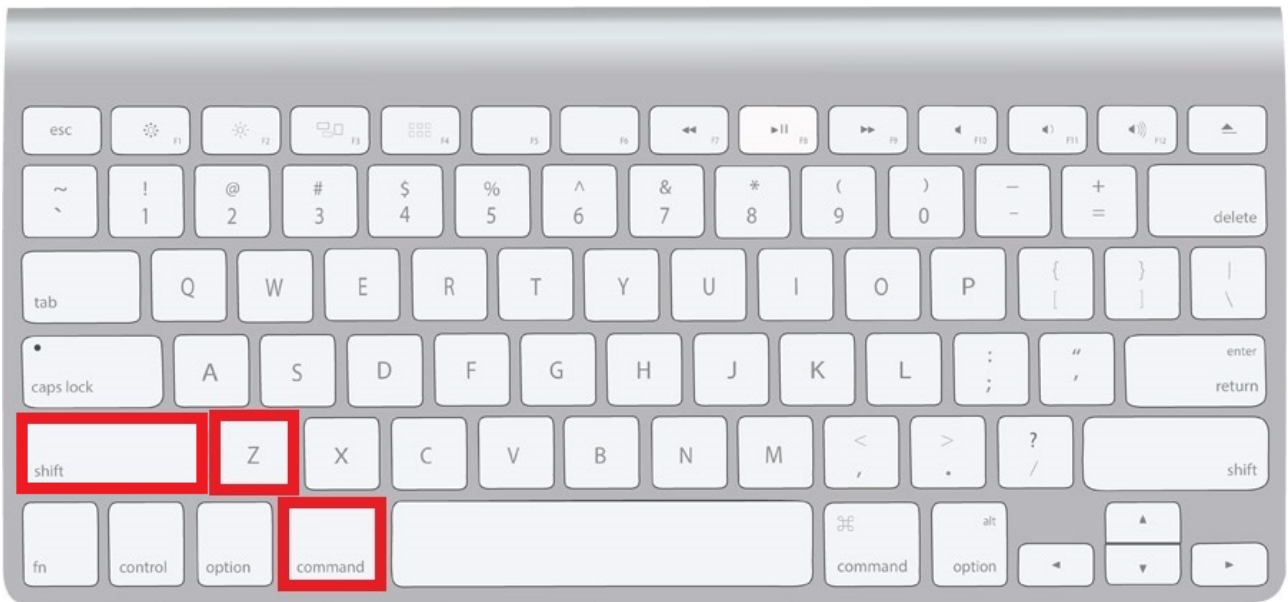 esc F1 F2 F3 F4 F5 F6 F7 F8 F9 F10 F11 F12
~ ! @ # $ % ^ & * ( ) — +
` 1 2 3 4 5 6 7 8 9 0 - = delete
tab Q W E R T Y U I O P { } |
[ ] \
caps lock A S D F G H J K L : “ enter
; , return
shift Z X C V B N M < > ? shift
, . /
⌘ alt
fn control option command command option